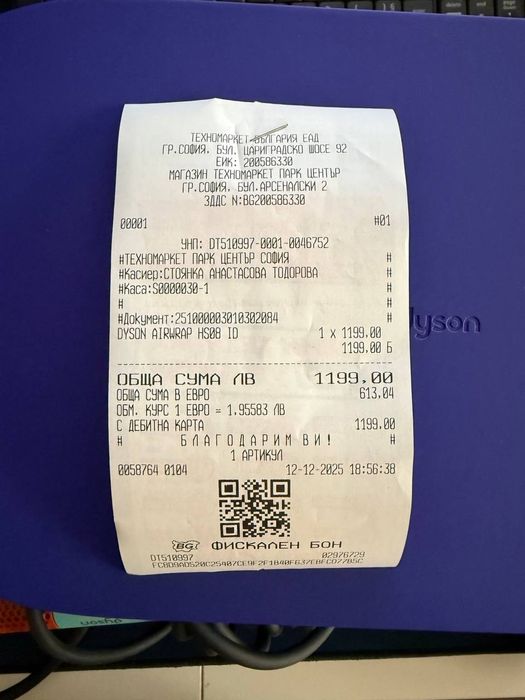 ТЕХНОМАРКЕТ БЪЛГАРИЯ ЕАД
ГР.СОФИЯ, БУЛ. ЦАРИГРАДСКО ШОСЕ 92
ЕИК: 200586330
МАГАЗИН ТЕХНОМАРКЕТ ПАРК ЦЕНТЪР
ГР.СОФИЯ, БУЛ.АРСЕНАЛСКИ 2
ЗДДС N:BG200586330
00001 #01
УНП: DT510997-0001-0046752
#ТЕХНОМАРКЕТ ПАРК ЦЕНТЪР СОФИЯ #
#Касиер:СТОЯНКА АНАСТАСОВА ТОДОРОВА #
#Каса:S0000030-1 #
# #
#Документ:251000003010302084 #
DYSON AIRWRAP HS08 ID 1 x 1199,00
1199,00 Б
ОБЩА СУМА ЛВ 1199,00
ОБЩА СУМА В ЕВРО 613,04
ОБМ. КУРС 1 ЕВРО = 1,95583 ЛВ
С ДЕБИТНА КАРТА 1199,00
# БЛАГОДАРИМ ВИ! #
1 АРТИКУЛ
0058764 0104 12-12-2025 18:56:38
BG ФИСКАЛЕН БОН
DT510997 02976729
dyson
dyson